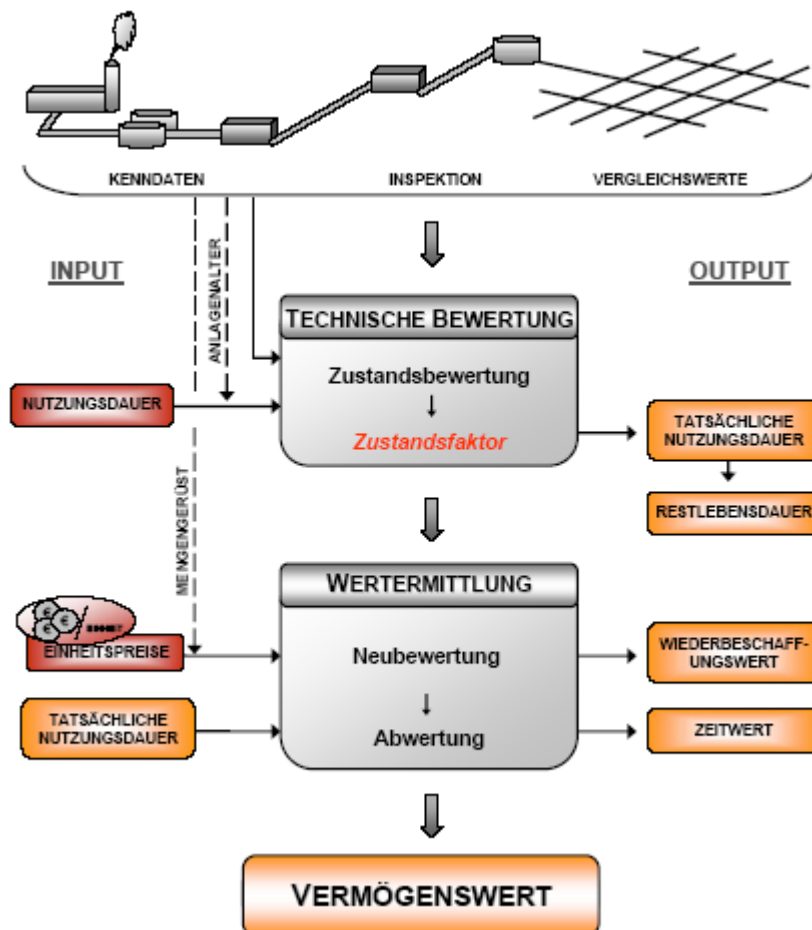 KENNDATEN INSPEKTION VERGLEICHSWERTE
INPUT
OUTPUT
ANLAGENALTER
TECHNISCHE BEWERTUNG
Zustandsbewertung
Zustandsfaktor
NUTZUNGSDAUER
TATSÄCHLICHE
NUTZUNGSDAUER
RESTLEBENSDAUER
MENGENGERÜST
WERTERMITTLUNG
Neubewertung
Abwertung
€ € € /
EINHEITSPREISE
TATSÄCHLICHE
NUTZUNGSDAUER
WIEDERBESCHAFF-
UNGSWERT
ZEITWERT
VERMÖGENSWERT